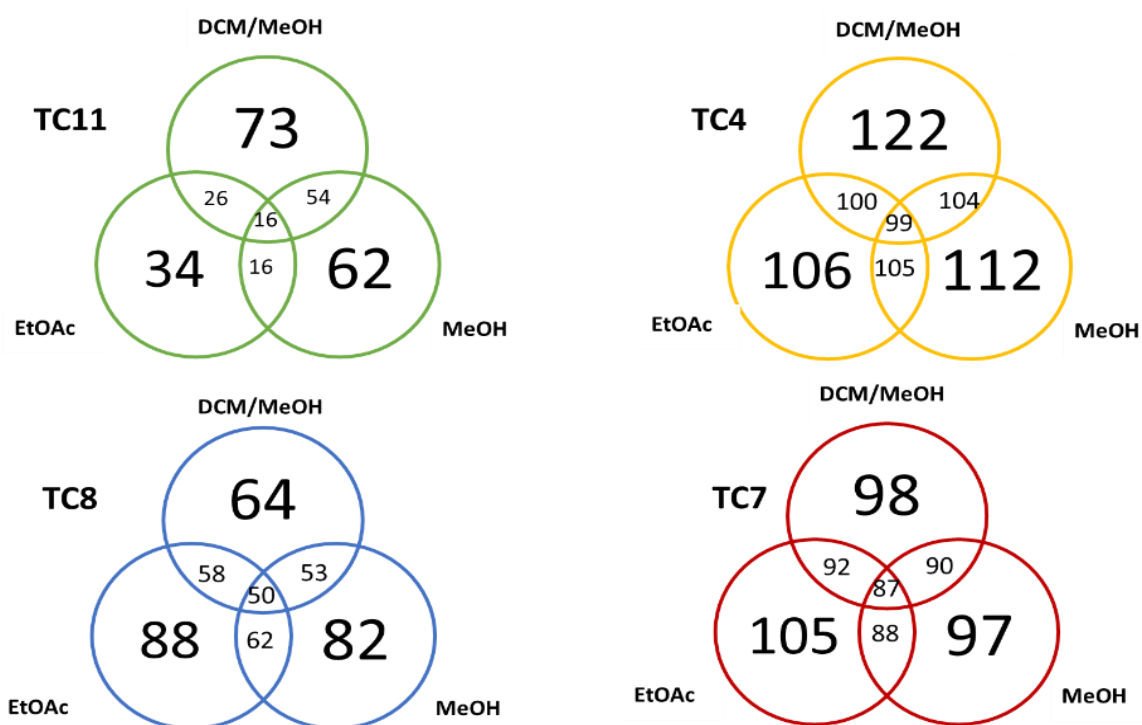 DCM/MeOH
TC11
73
26
54
16
34
16
62
EtOAc
MeOH
DCM/MeOH
TC4
122
100
104
99
106
105
112
EtOAc
MeOH
DCM/MeOH
TC8
64
58
53
50
88
62
82
EtOAc
MeOH
DCM/MeOH
TC7
98
92
90
87
105
88
97
EtOAc
MeOH